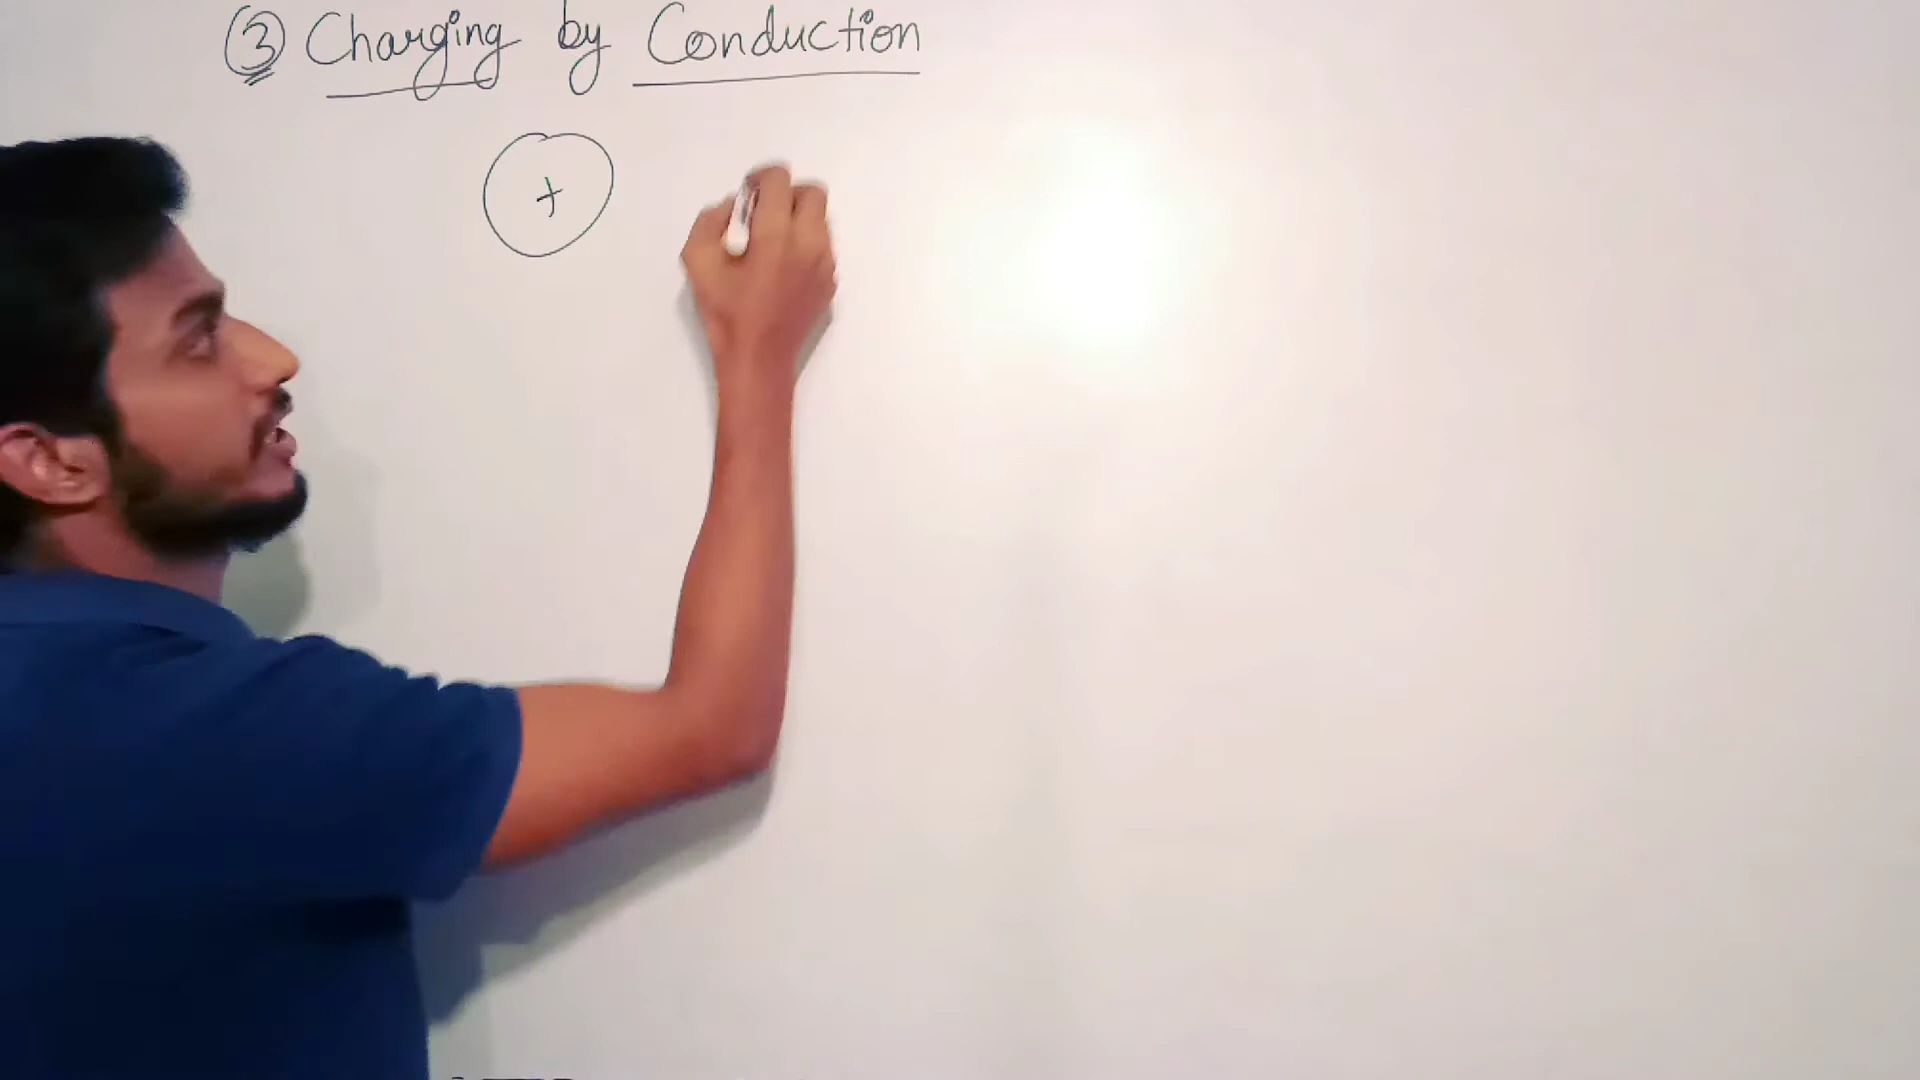 ③ Charging by Conduction
+